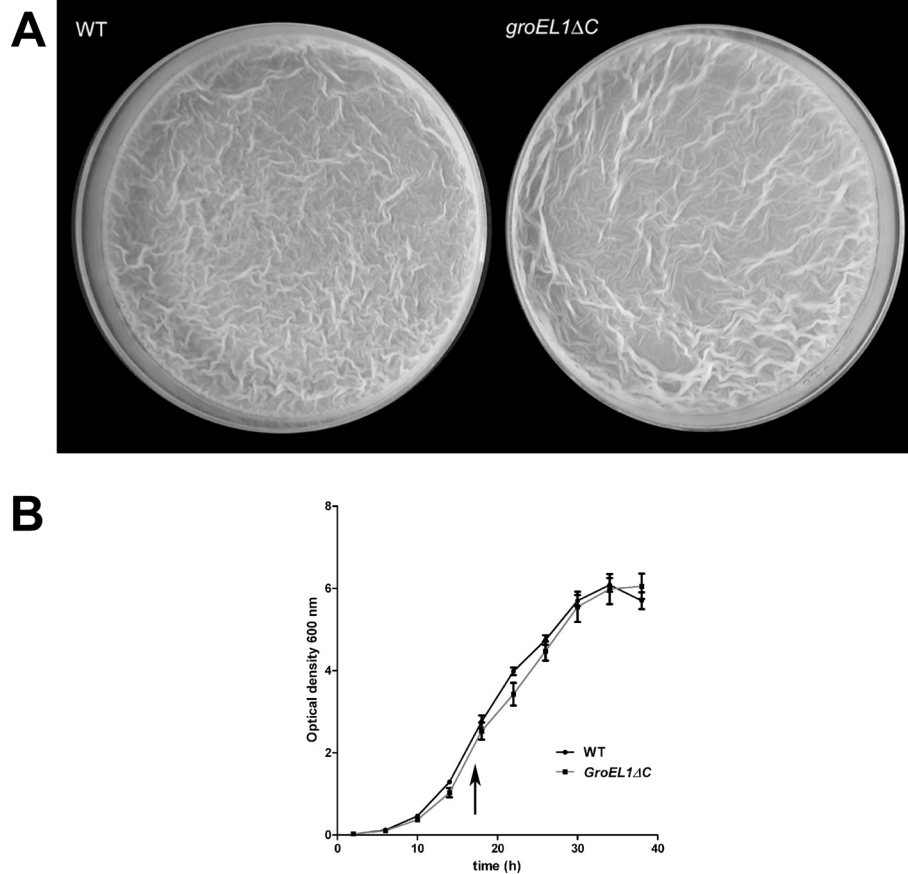 A
WT
groEL1ΔC
B
8
6
4
2
0
Optical density 600 nm
WT
GroEL1ΔC
0 10 20 30 40
time (h)